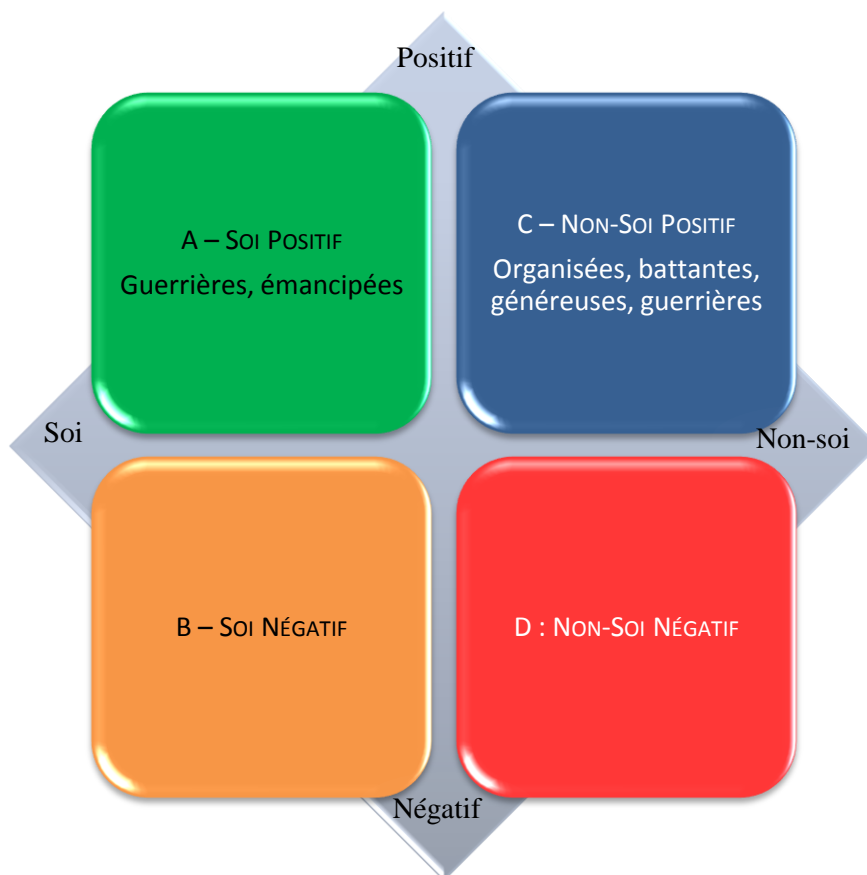 Positif
A – SOI POSITIF
Guerrières, émancipées
C – NON-SOI POSITIF
Organisées, battantes,
généreuses, guerrières
Soi
Non-soi
B – SOI NÉGATIF
D : NON-SOI NÉGATIF
Négatif